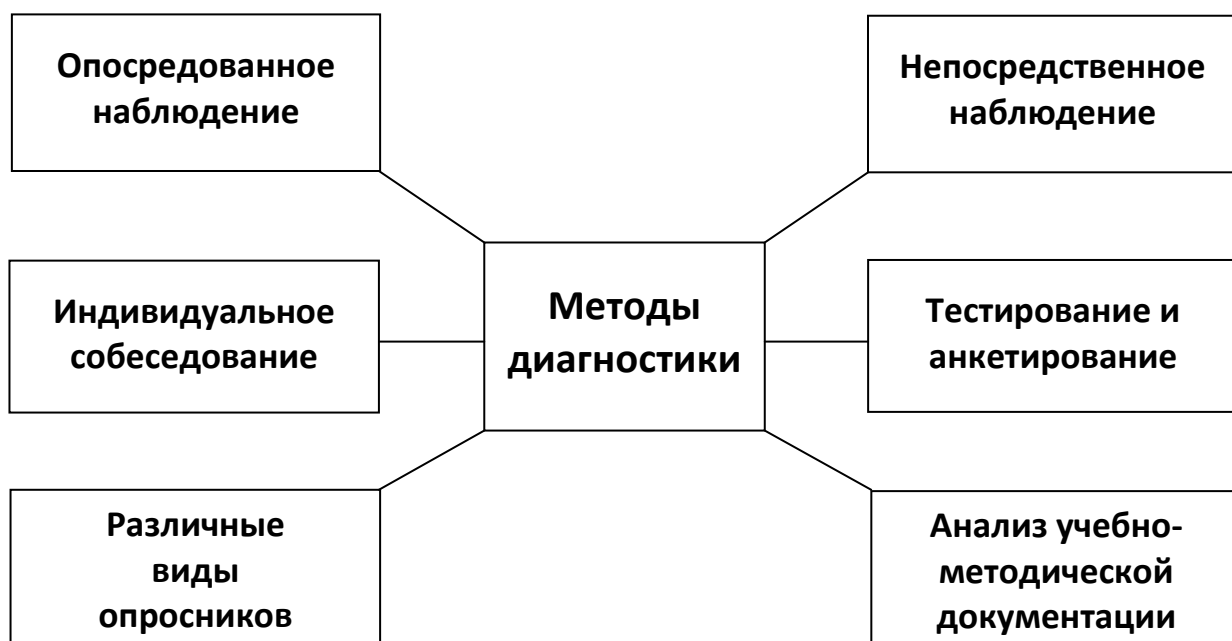 Опосредованное
наблюдение
Непосредственное
наблюдение
Индивидуальное
собеседование
Методы
диагностики
Тестирование и
анкетирование
Различные
виды
опросников
Анализ учебно-
методической
документации